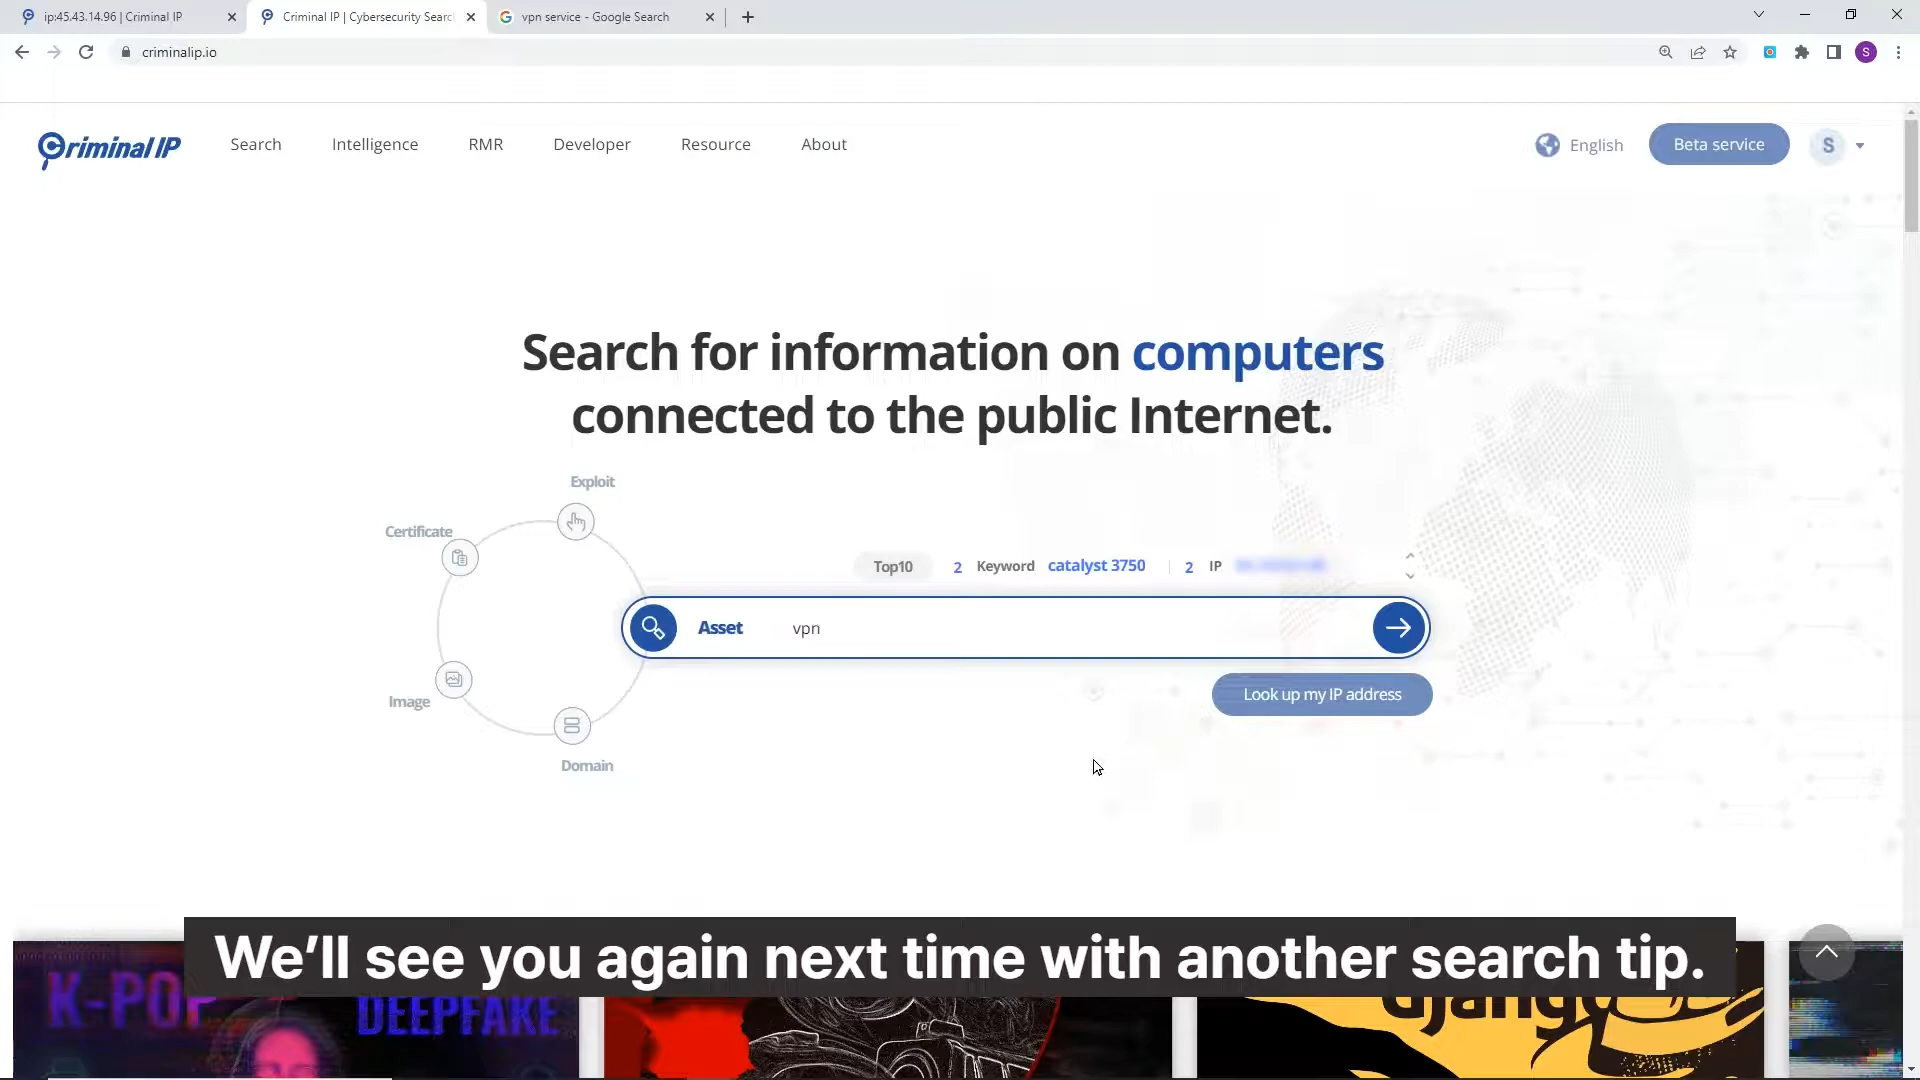 ip:45.43.14.96 | Criminal IP
Criminal IP | Cybersecurity Searc
vpn service - Google Search
criminalip.io
S
Criminal IP
Search
Intelligence
RMR
Developer
Resource
About
English
Beta service
S
Search for information on computers
connected to the public Internet.
Exploit
Certificate
Top10 2 Keyword catalyst 3750 2 IP
Asset vpn
Image
Look up my IP address
Domain
We’ll see you again next time with another search tip.
K-POP
DEEPFAKE
django